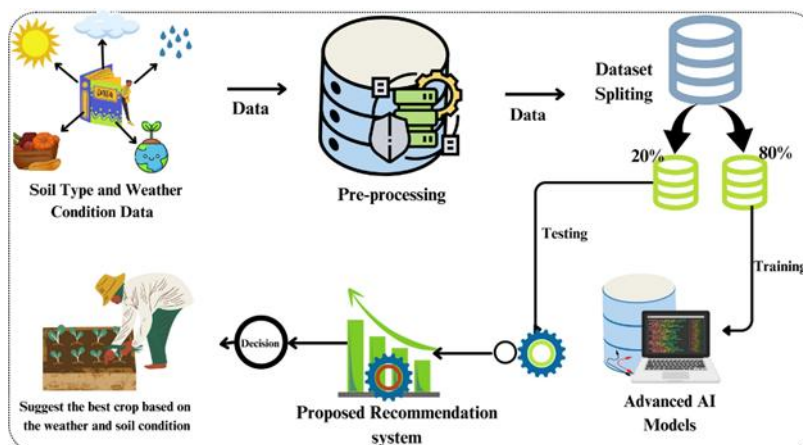 Soil Type and Weather
Condition Data
Data
Pre-processing
Data
Dataset
Spliting
20%
80%
Testing
Training
Advanced AI
Models
Proposed Recommendation
system
Decision
Suggest the best crop based on
the weather and soil condition